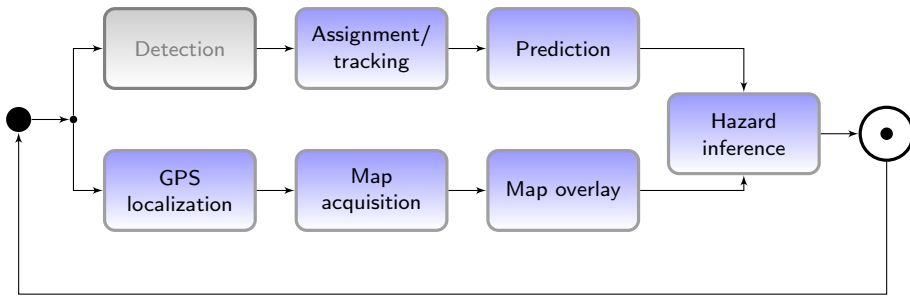 Detection
Assignment/
tracking
Prediction
Hazard
inference
GPS
localization
Map
acquisition
Map overlay